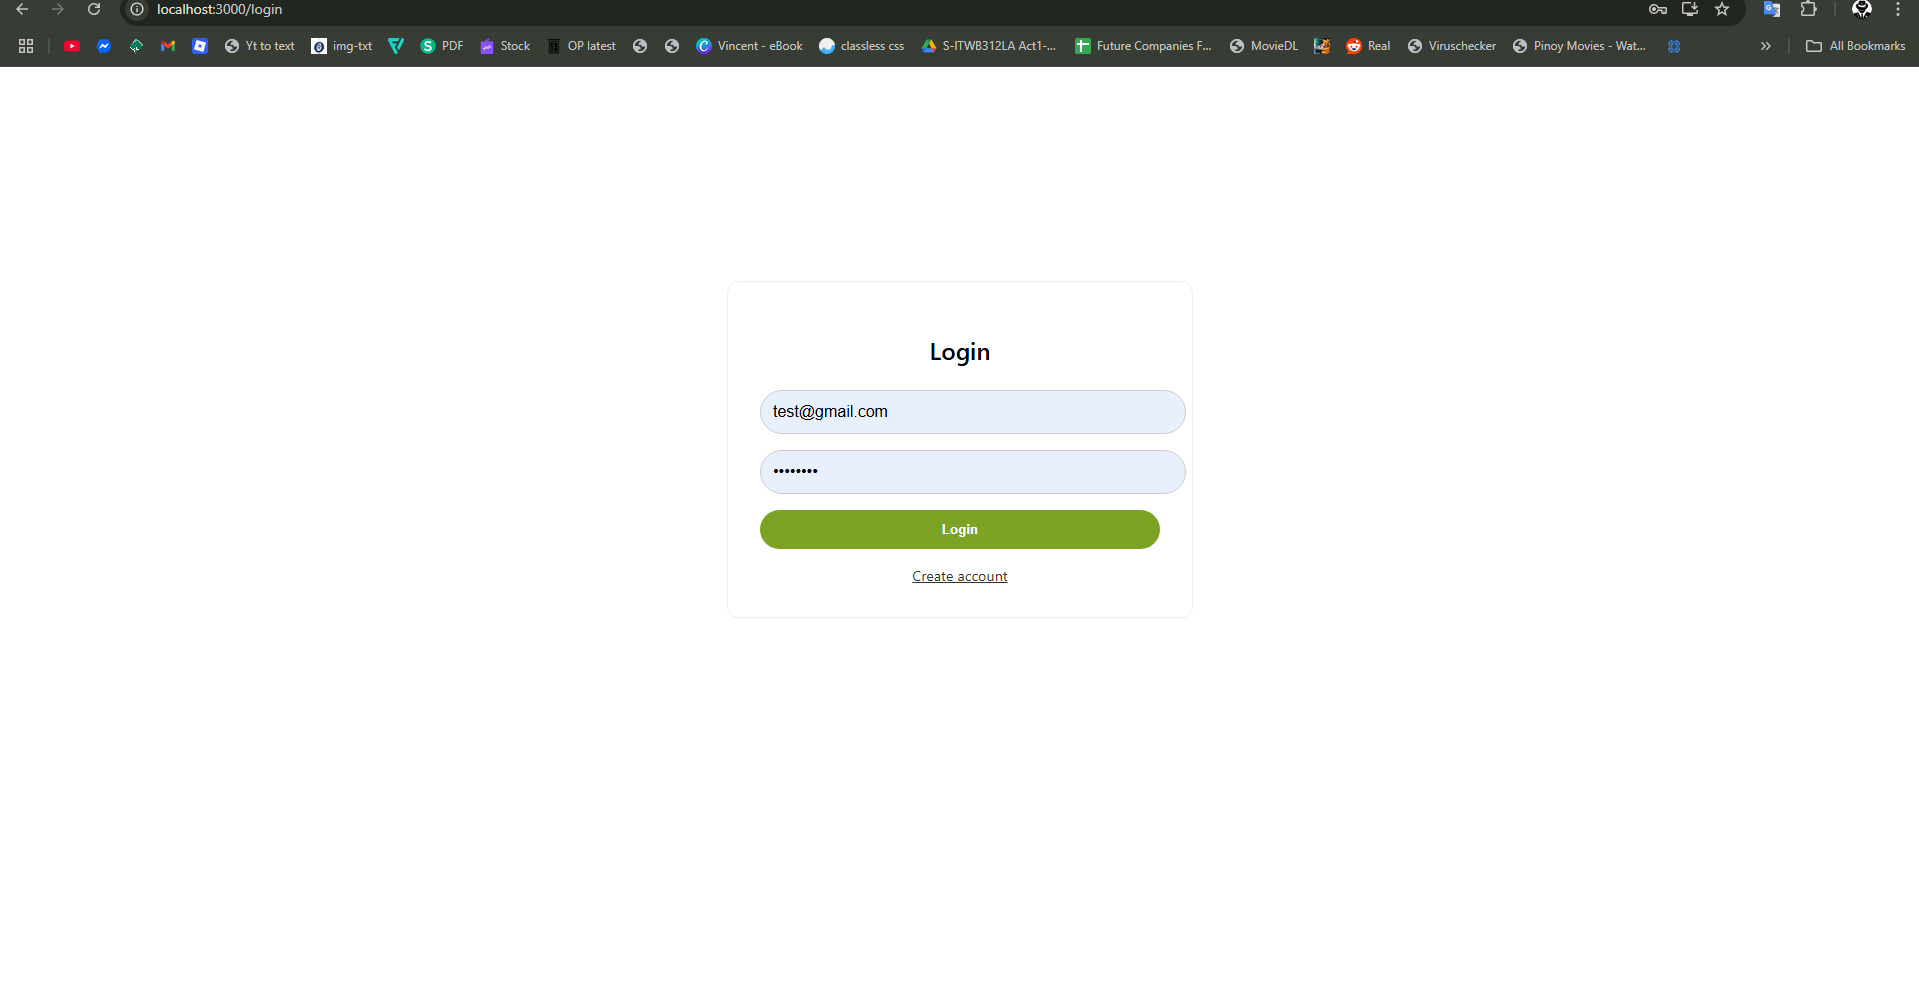 localhost:3000/login
Yt to text img-txt PDF Stock OP latest Vincent - eBook classless css S-ITWB312LA Act1-... Future Companies F... MovieDL Real Viruschecker Pinoy Movies - Wat... All Bookmarks
Login
test@gmail.com
••••••••
Login
Create account